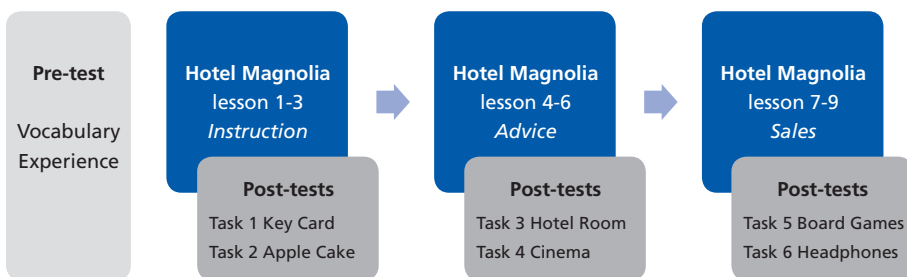 Pre-test
Vocabulary
Experience
Hotel Magnolia
lesson 1-3
Instruction
Post-tests
Task 1 Key Card
Task 2 Apple Cake
Hotel Magnolia
lesson 4-6
Advice
Post-tests
Task 3 Hotel Room
Task 4 Cinema
Hotel Magnolia
lesson 7-9
Sales
Post-tests
Task 5 Board Games
Task 6 Headphones